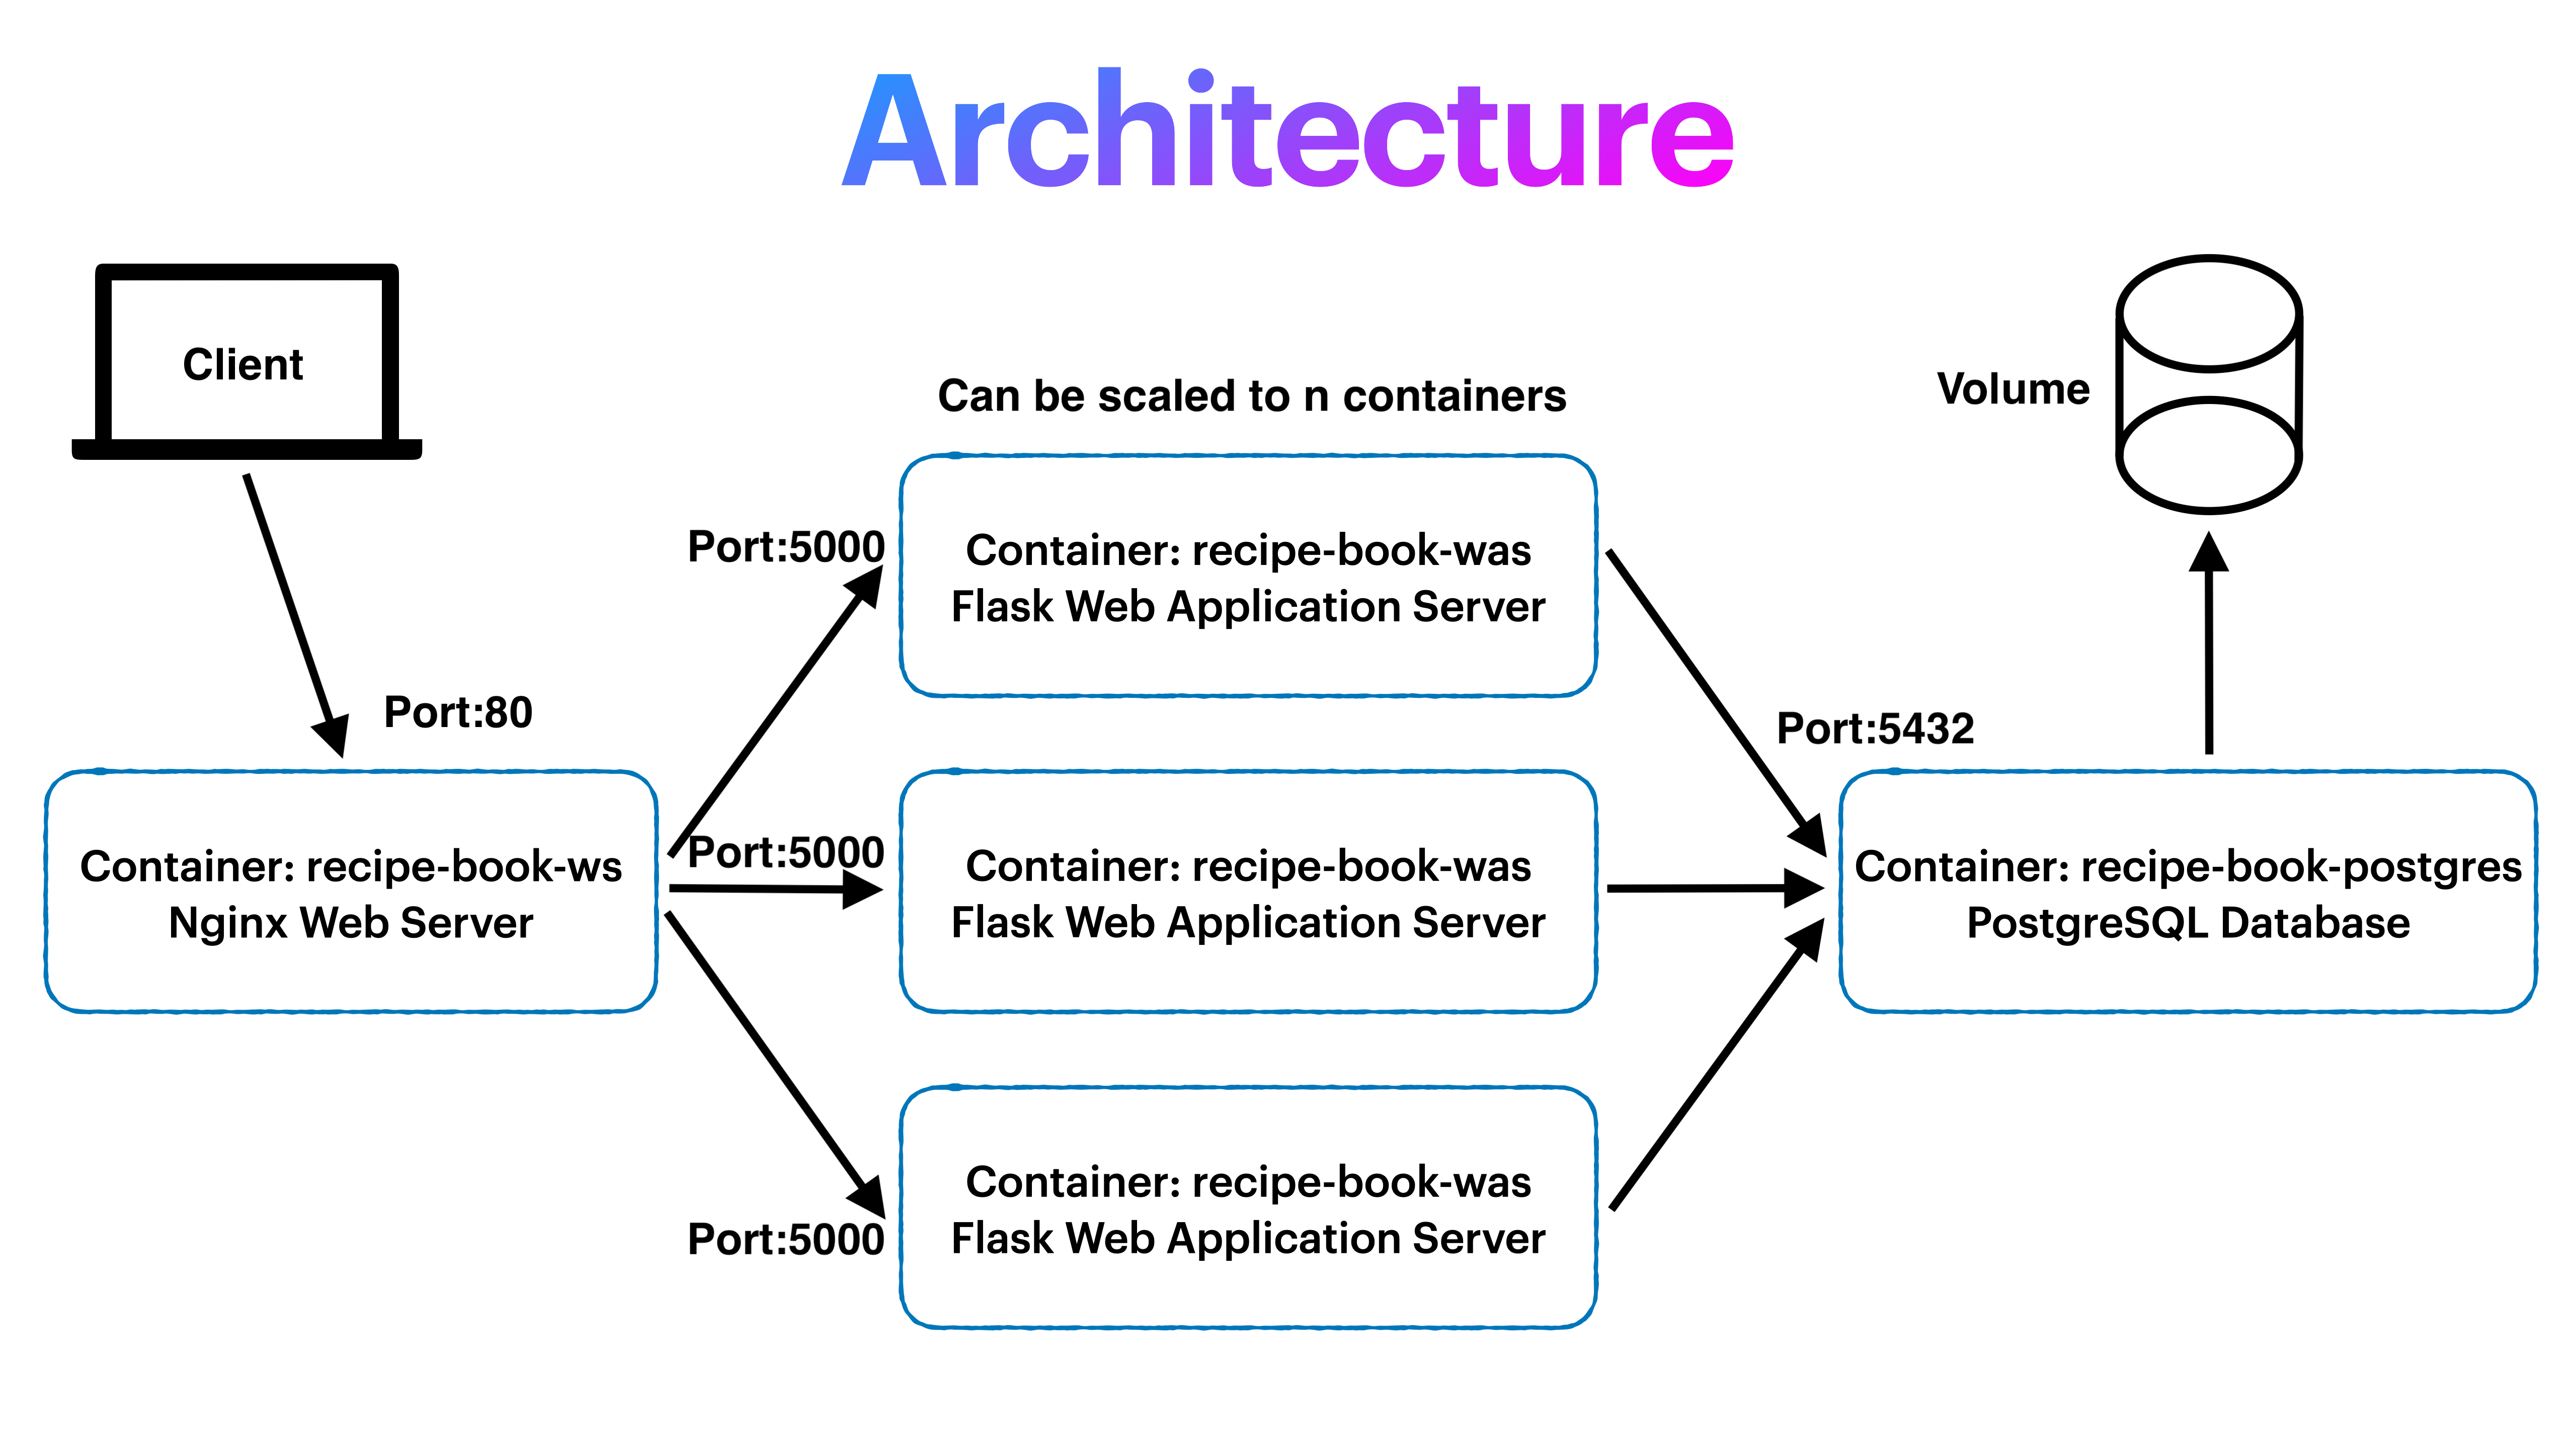 Architecture
Client
Volume
Can be scaled to n containers
Port:5000
Container: recipe-book-was
Flask Web Application Server
Port:80
Port:5432
Container: recipe-book-ws
Nginx Web Server
Port:5000
Container: recipe-book-was
Flask Web Application Server
Container: recipe-book-postgres
PostgreSQL Database
Port:5000
Container: recipe-book-was
Flask Web Application Server